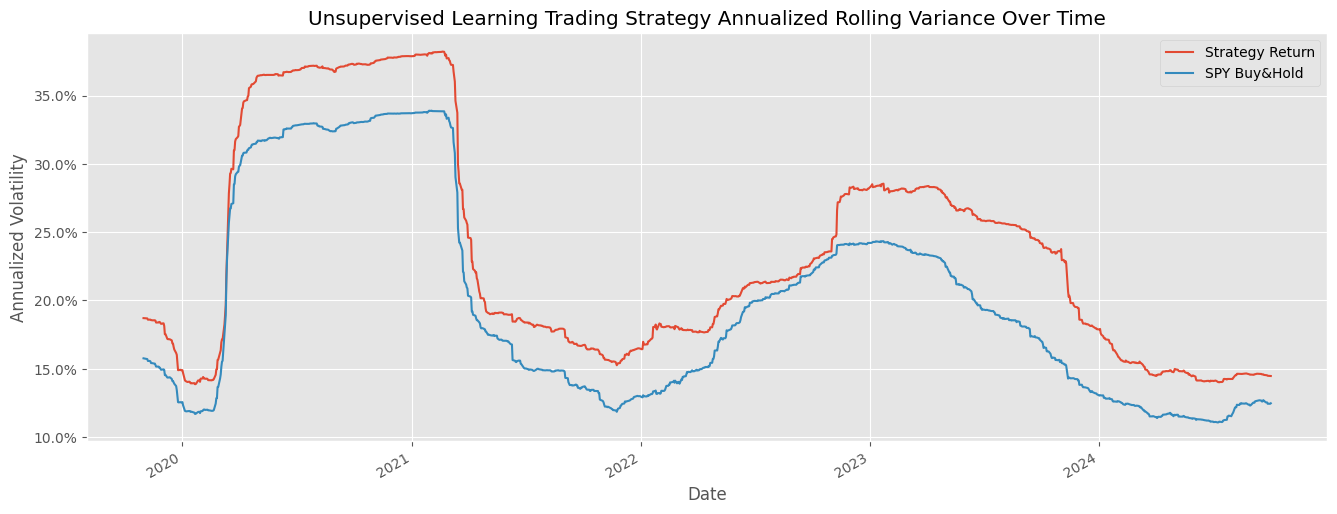 Unsupervised Learning Trading Strategy Annualized Rolling Variance Over Time
Strategy Return
SPY Buy&Hold
Annualized Volatility
35.0%
30.0%
25.0%
20.0%
15.0%
10.0%
2020
2021
2022
2023
2024
Date